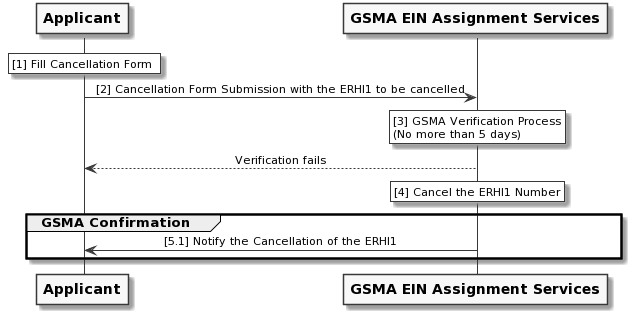 Applicant
GSMA EIN Assignment Services
[1] Fill Cancellation Form
[2] Cancellation Form Submission with the ERHI1 to be cancelled
[3] GSMA Verification Process
(No more than 5 days)
Verification fails
[4] Cancel the ERHI1 Number
GSMA Confirmation
[5.1] Notify the Cancellation of the ERHI1
Applicant
GSMA EIN Assignment Services